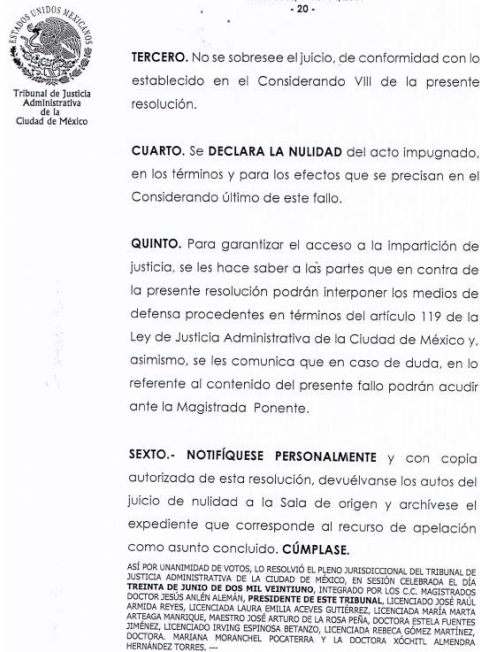 - 20 -
ESTADOS UNIDOS MEXICANOS
Tribunal de Justicia
Administrativa
de la
Ciudad de México
TERCERO. No se sobresee el juicio, de conformidad con lo
establecido en el Considerando VIII de la presente
resolución.
CUARTO. Se DECLARA LA NULIDAD del acto impugnado,
en los términos y para los efectos que se precisan en el
Considerando último de este fallo.
QUINTO. Para garantizar el acceso a la impartición de
justicia, se les hace saber a las partes que en contra de
la presente resolución podrán interponer los medios de
defensa procedentes en términos del artículo 119 de la
Ley de Justicia Administrativa de la Ciudad de México y,
asimismo, se les comunica que en caso de duda, en lo
referente al contenido del presente fallo podrán acudir
ante la Magistrada Ponente.
SEXTO.- NOTIFÍQUESE PERSONALMENTE y con copia
autorizada de esta resolución, devuélvanse los autos del
juicio de nulidad a la Sala de origen y archívese el
expediente que corresponde al recurso de apelación
como asunto concluido. CÚMPLASE.
ASÍ POR UNANIMIDAD DE VOTOS, LO RESOLVIÓ EL PLENO JURISDICCIONAL DEL TRIBUNAL DE
JUSTICIA ADMINISTRATIVA DE LA CIUDAD DE MÉXICO, EN SESIÓN CELEBRADA EL DÍA
TREINTA DE JUNIO DE DOS MIL VEINTIUNO, INTEGRADO POR LOS C.C. MAGISTRADOS
DOCTOR JESÚS ANLÉN ALEMÁN, PRESIDENTE DE ESTE TRIBUNAL, LICENCIADO JOSÉ RAÚL
ARMIDA REYES, LICENCIADA LAURA EMILIA ACEVES GUTIÉRREZ, LICENCIADA MARÍA MARTA
ARTEAGA MANRIQUE, MAESTRO JOSÉ ARTURO DE LA ROSA PEÑA, DOCTORA ESTELA FUENTES
JIMÉNEZ, LICENCIADO IRVING ESPINOSA BETANZO, LICENCIADA REBECA GÓMEZ MARTÍNEZ,
DOCTORA. MARIANA MORANCHEL POCATERRA Y LA DOCTORA XÓCHITL ALMENDRA
HERNÁNDEZ TORRES. ---